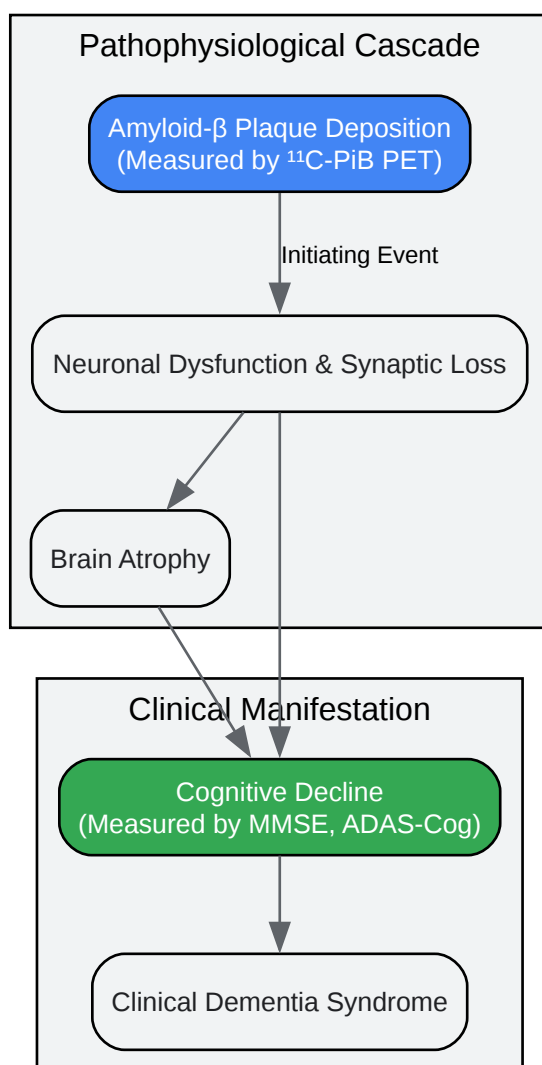 Pathophysiological Cascade
Amyloid-β Plaque Deposition
(Measured by ¹¹C-PiB PET)
Initiating Event
Neuronal Dysfunction & Synaptic Loss
Brain Atrophy
Clinical Manifestation
Cognitive Decline
(Measured by MMSE, ADAS-Cog)
Clinical Dementia Syndrome